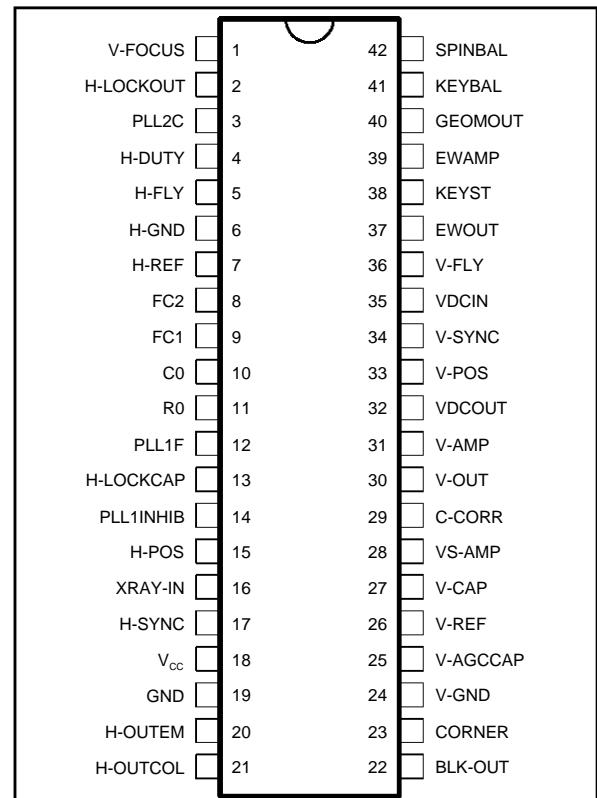 V-FOCUS 1 42 SPINBAL
H-LOCKOUT 2 41 KEYBAL
PLL2C 3 40 GEOMOUT
H-DUTY 4 39 EWAMP
H-FLY 5 38 KEYST
H-GND 6 37 EWOUT
H-REF 7 36 V-FLY
FC2 8 35 VDCIN
FC1 9 34 V-SYNC
C0 10 33 V-POS
R0 11 32 VDCOUT
PLL1F 12 31 V-AMP
H-LOCKCAP 13 30 V-OUT
PLL1INHIB 14 29 C-CORR
H-POS 15 28 VS-AMP
XRAY-IN 16 27 V-CAP
H-SYNC 17 26 V-REF
VCC 18 25 V-AGCCAP
GND 19 24 V-GND
H-OUTEM 20 23 CORNER
H-OUTCOL 21 22 BLK-OUT